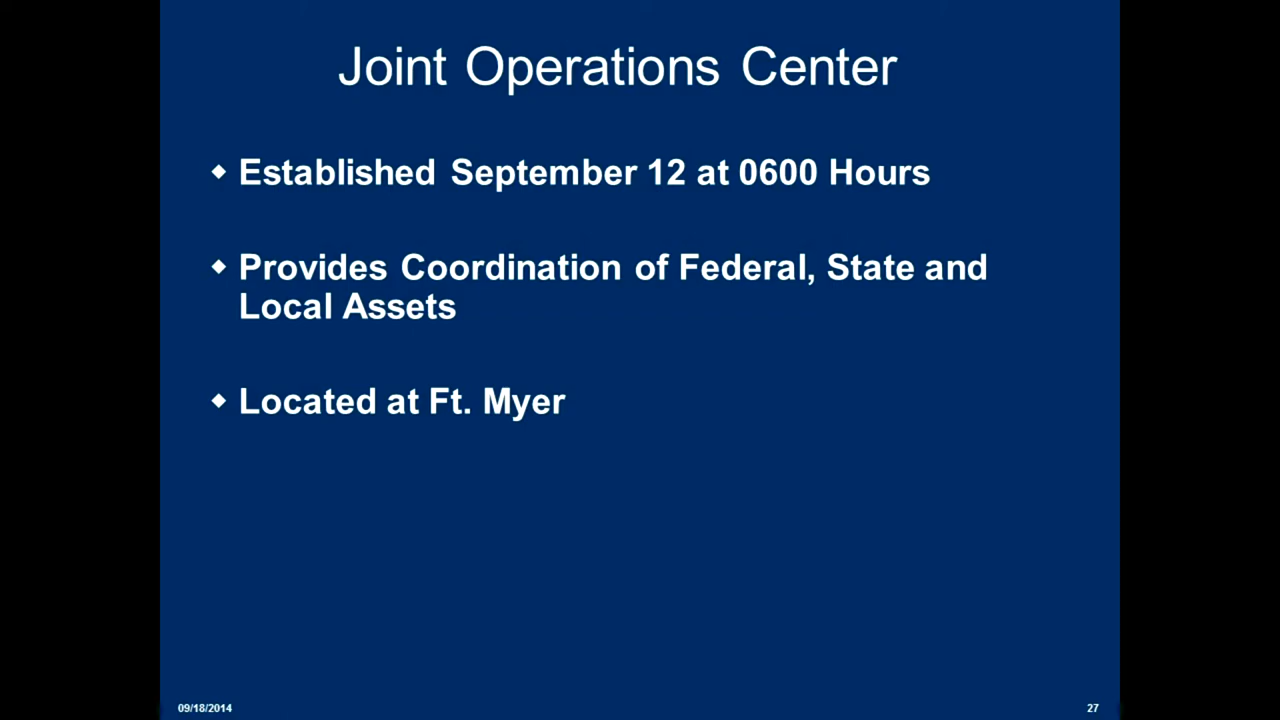 Joint Operations Center
◆ Established September 12 at 0600 Hours
◆ Provides Coordination of Federal, State and
Local Assets
◆ Located at Ft. Myer
09/18/2014
27